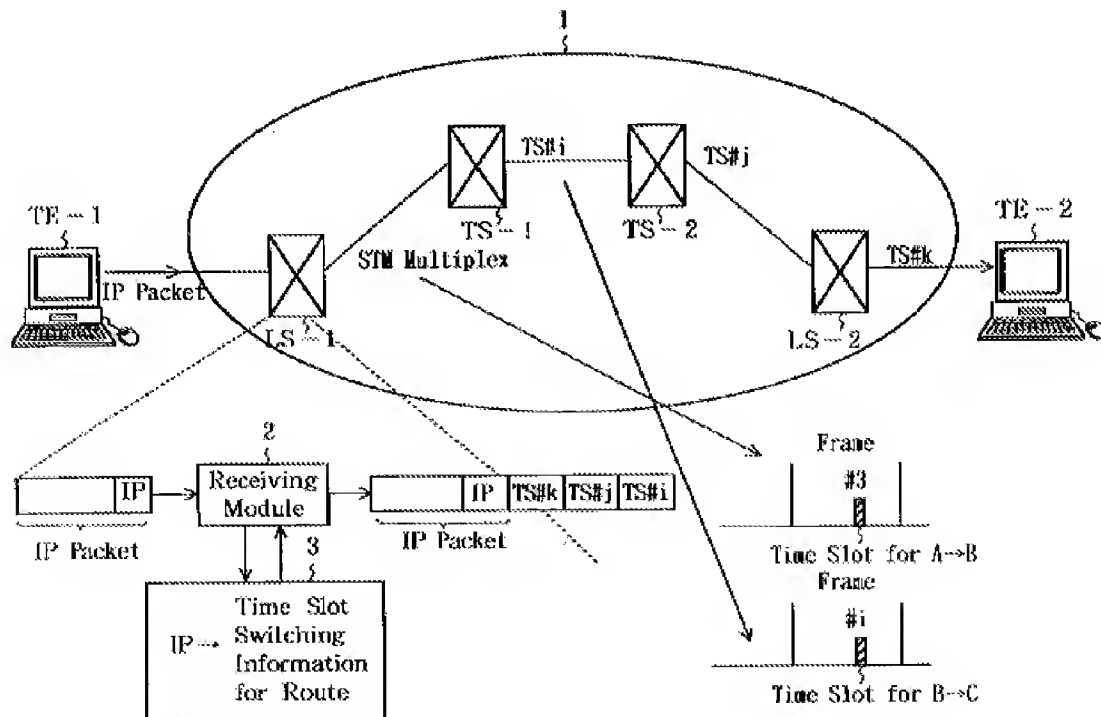 1
TS#i
TS#j
TE-1
TS-1
TS-2
TE-2
STM Multiplex
TS#k
IP Packet
LS-1
LS-2
2
Frame
IP
Receiving
Module
IP
TS#k
TS#j
TS#i
#3
IP Packet
IP Packet
3
Time Slot for A→B
Frame
IP→
Time Slot
Switching
Information
for Route
#i
Time Slot for B→C